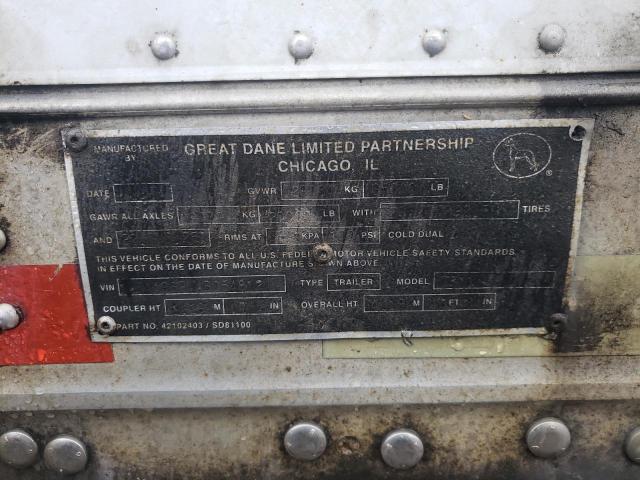 MANUFACTURED BY: GREAT DANE LIMITED PARTNERSHIP
CHICAGO, IL
®
DATE GVWR KG LB
GAWR ALL AXLES KG LB WITH TIRES
AND RIMS AT KPA PSI COLD DUAL
THIS VEHICLE CONFORMS TO ALL U.S. FEDERAL MOTOR VEHICLE SAFETY STANDARDS
IN EFFECT ON THE DATE OF MANUFACTURE SHOWN ABOVE
VIN TYPE TRAILER MODEL
COUPLER HT M IN OVERALL HT M FT IN
PART NO. 42102403 / SD81100